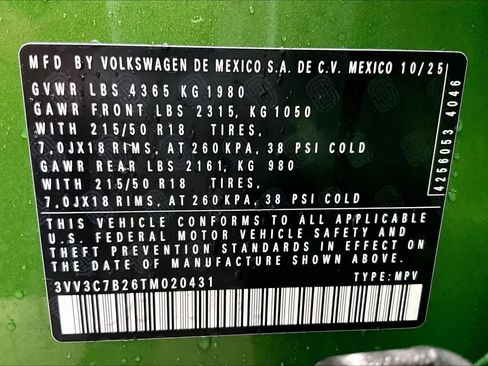 MFD BY VOLKSWAGEN DE MEXICO S.A. DE C.V. MEXICO 10/25
GVWR LBS 4365 KG1980
GAWR FRONT LBS 2315, KG1050
WITH 215/50 R18 TIRES,
7,0JX18 RIMS, AT 260 KPA, 38 PSI COLD
GAWR REAR LBS 2161, KG 980
WITH 215/50 R18 TIRES,
7,0JX18 RIMS, AT 260 KPA, 38 PSI COLD
THIS VEHICLE CONFORMS TO ALL APPLICABLE
U.S. FEDERAL MOTOR VEHICLE SAFETY AND
THEFT PREVENTION STANDARDS IN EFFECT ON
THE DATE OF MANUFACTURE SHOWN ABOVE.
3VV3C7B26TM020431 TYPE: MPV
4256053 4046